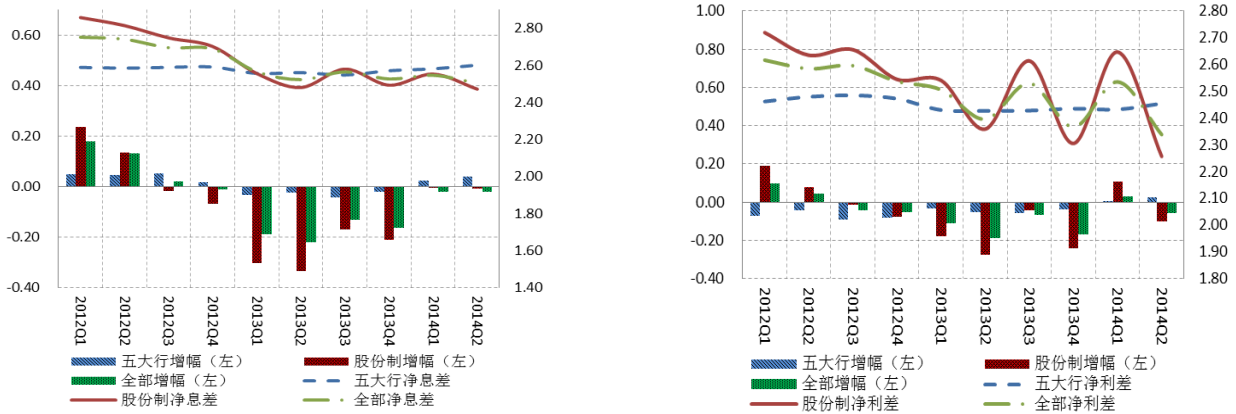 0.60
0.40
0.20
0.00
-0.20
-0.40
2.80
2.60
2.40
2.20
2.00
1.80
1.60
1.40
2012Q1
2012Q2
2012Q3
2012Q4
2013Q1
2013Q2
2013Q3
2013Q4
2014Q1
2014Q2
五大行增幅（左）
股份制增幅（左）
全部增幅（左）
五大行净息差
股份制净息差
全部净息差
1.00
0.80
0.60
0.40
0.20
0.00
-0.20
-0.40
2.80
2.70
2.60
2.50
2.40
2.30
2.20
2.10
2.00
1.90
1.80
2012Q1
2012Q2
2012Q3
2012Q4
2013Q1
2013Q2
2013Q3
2013Q4
2014Q1
2014Q2
五大行增幅（左）
股份制增幅（左）
全部增幅（左）
五大行净利差
股份制净利差
全部净利差